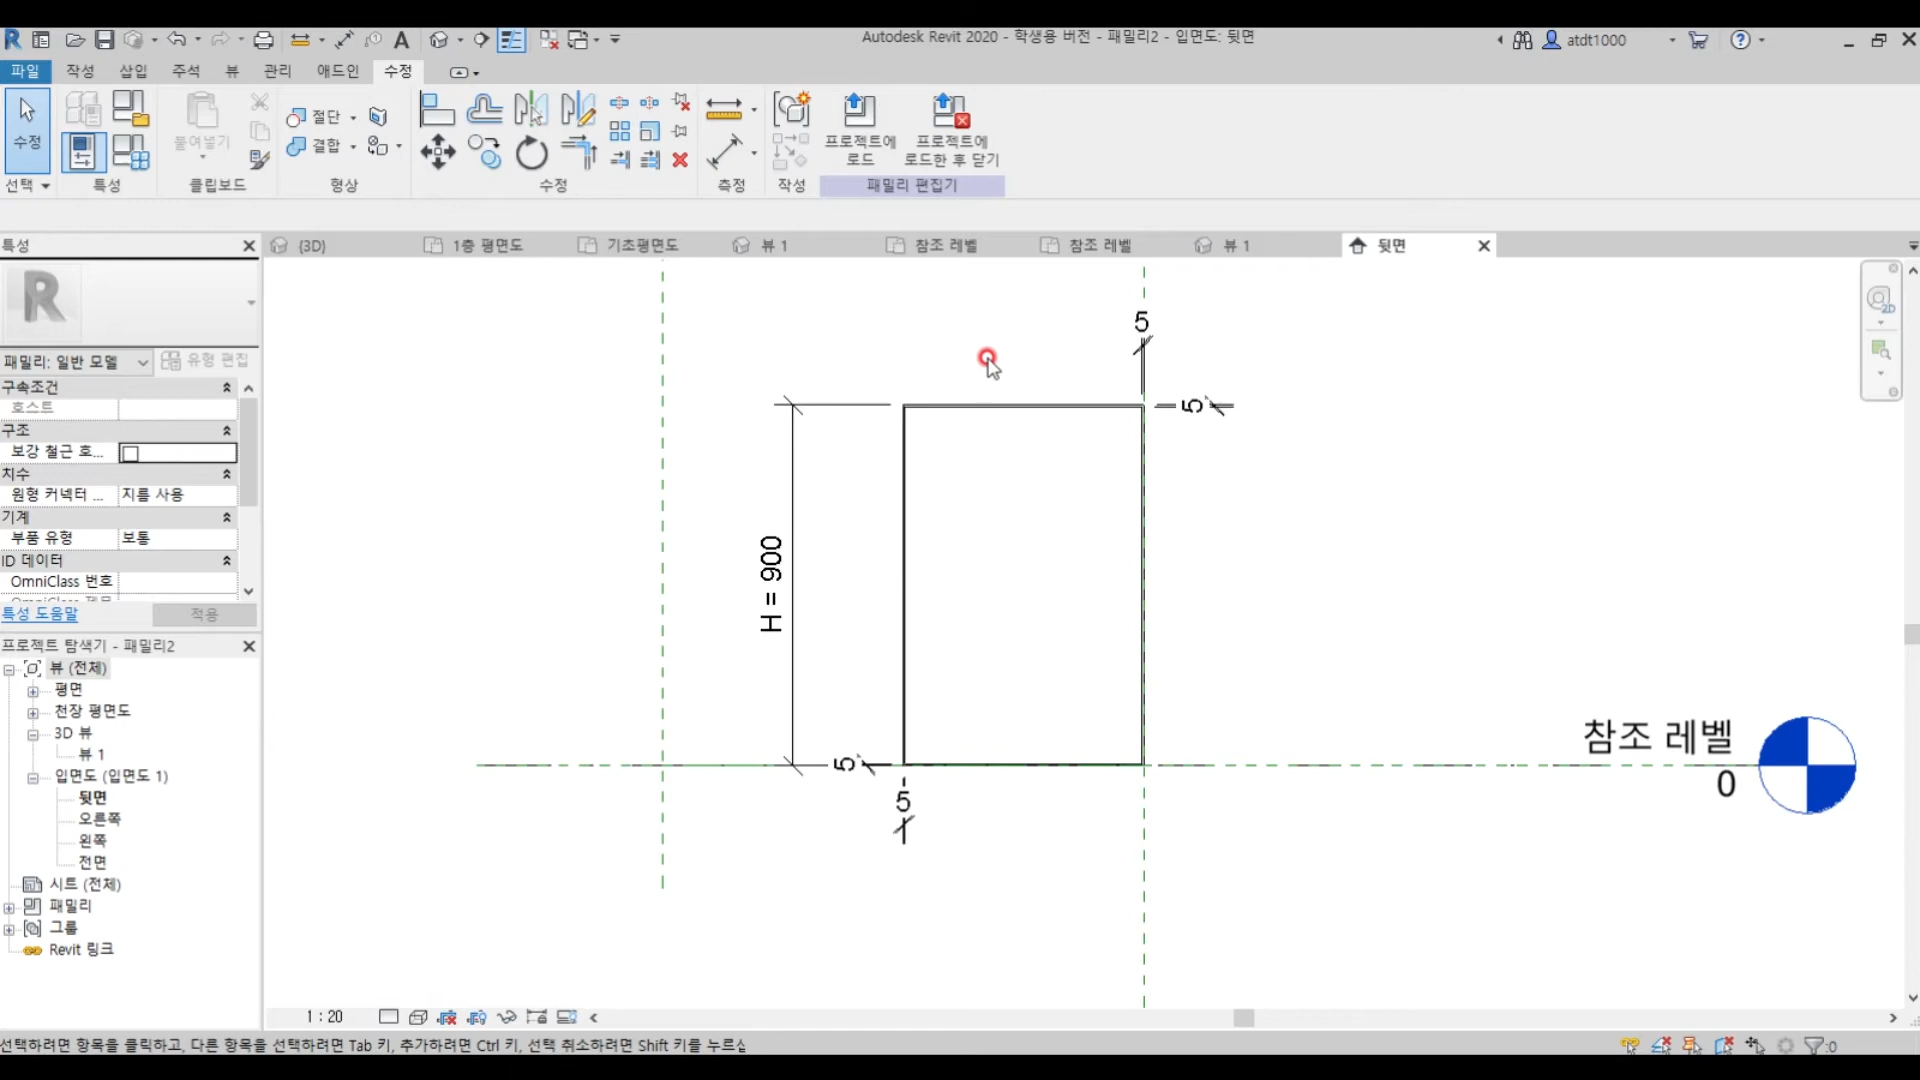 Autodesk Revit 2020 - 학생용 버전 - 패밀리2 - 입면도: 뒷면
atdt1000
파일 작성 삽입 주석 뷰 관리 애드인 수정
수정
붙여넣기
절단
결합
프로젝트에
로드
프로젝트에
로드한 후 닫기
선택 특성 클립보드 형상 수정 측정 작성 패밀리 편집기
특성
{3D} 1층 평면도 기초평면도 뷰 1 참조 레벨 참조 레벨 뷰 1 뒷면
패밀리: 일반 모델 유형 편집
구속조건
호스트
구조
보강 철근 호...
치수
원형 커넥터 ... 지름 사용
기계
부품 유형 보통
ID 데이터
OmniClass 번호
특성 도움말 적용
프로젝트 탐색기 - 패밀리2
뷰 (전체)
평면
천장 평면도
3D 뷰
뷰 1
입면도 (입면도 1)
뒷면
오른쪽
왼쪽
전면
시트 (전체)
패밀리
그룹
Revit 링크
5
5
H = 900
5
5
참조 레벨
0
2D
1 : 20
선택하려면 항목을 클릭하고, 다른 항목을 선택하려면 Tab 키, 추가하려면 Ctrl 키, 선택 취소하려면 Shift 키를 누르십
:0